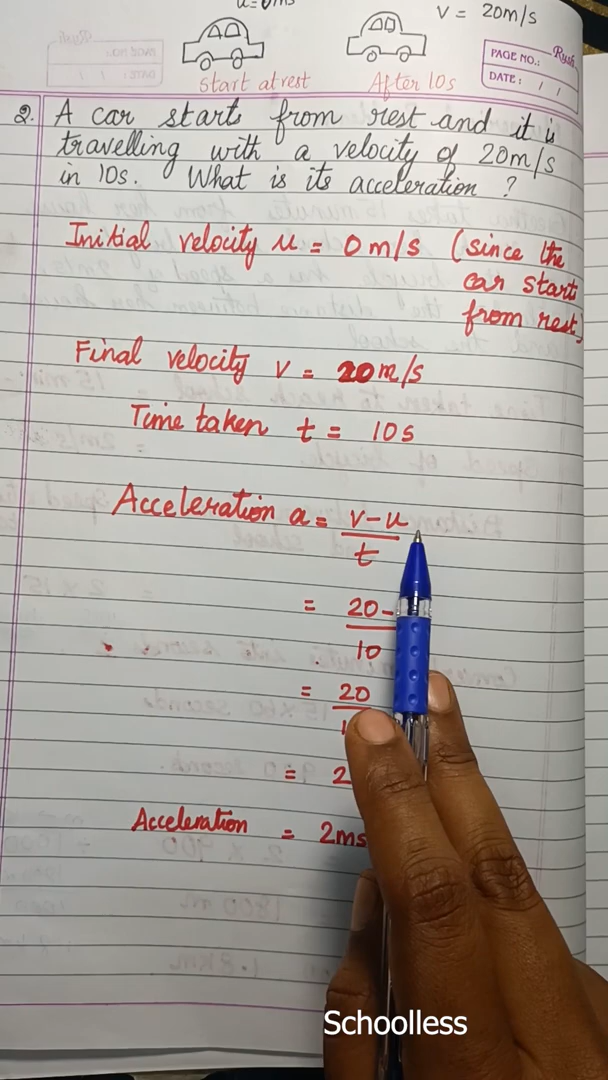 v = 20m/s
Start at rest
After 10s
PAGE NO.:
DATE: / /
2. A car starts from rest and it is
travelling with a velocity of 20m/s
in 10s. What is its acceleration ?
Initial velocity u = 0 m/s (since the
car start
from rest)
Final velocity v = 20m/s
Time taken t = 10s
Acceleration a = v-u
t
= 20-
10
= 20
= 2
Acceleration = 2ms
Schoolless